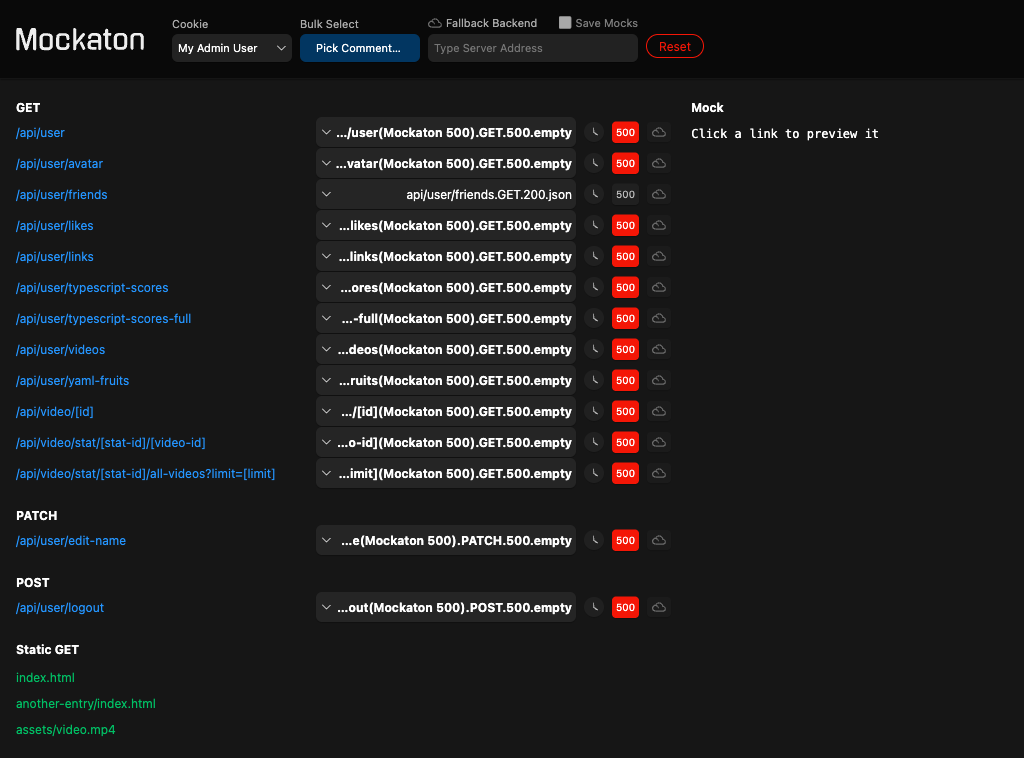 Mockaton
Cookie
My Admin User
Bulk Select
Pick Comment...
Fallback Backend
Save Mocks
Type Server Address
Reset
GET
/api/user …/user(Mockaton 500).GET.500.empty 500
/api/user/avatar …vatar(Mockaton 500).GET.500.empty 500
/api/user/friends api/user/friends.GET.200.json 500
/api/user/likes …likes(Mockaton 500).GET.500.empty 500
/api/user/links …links(Mockaton 500).GET.500.empty 500
/api/user/typescript-scores …ores(Mockaton 500).GET.500.empty 500
/api/user/typescript-scores-full …-full(Mockaton 500).GET.500.empty 500
/api/user/videos …deos(Mockaton 500).GET.500.empty 500
/api/user/yaml-fruits …ruits(Mockaton 500).GET.500.empty 500
/api/video/[id] …/[id](Mockaton 500).GET.500.empty 500
/api/video/stat/[stat-id]/[video-id] …o-id](Mockaton 500).GET.500.empty 500
/api/video/stat/[stat-id]/all-videos?limit=[limit] …imit](Mockaton 500).GET.500.empty 500
PATCH
/api/user/edit-name …e(Mockaton 500).PATCH.500.empty 500
POST
/api/user/logout …out(Mockaton 500).POST.500.empty 500
Static GET
index.html
another-entry/index.html
assets/video.mp4
Mock
Click a link to preview it